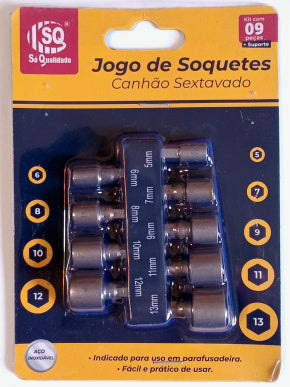 SQ
Só Qualidade
Kit com
09
peças
+ Suporte
Jogo de Soquetes
Canhão Sextavado
5mm
6mm
7mm
8mm
9mm
10mm
11mm
12mm
13mm
5
6
7
8
9
10
11
12
13
AÇO
INOXIDÁVEL
• Indicado para uso em parafusadeira.
• Fácil e prático de usar.